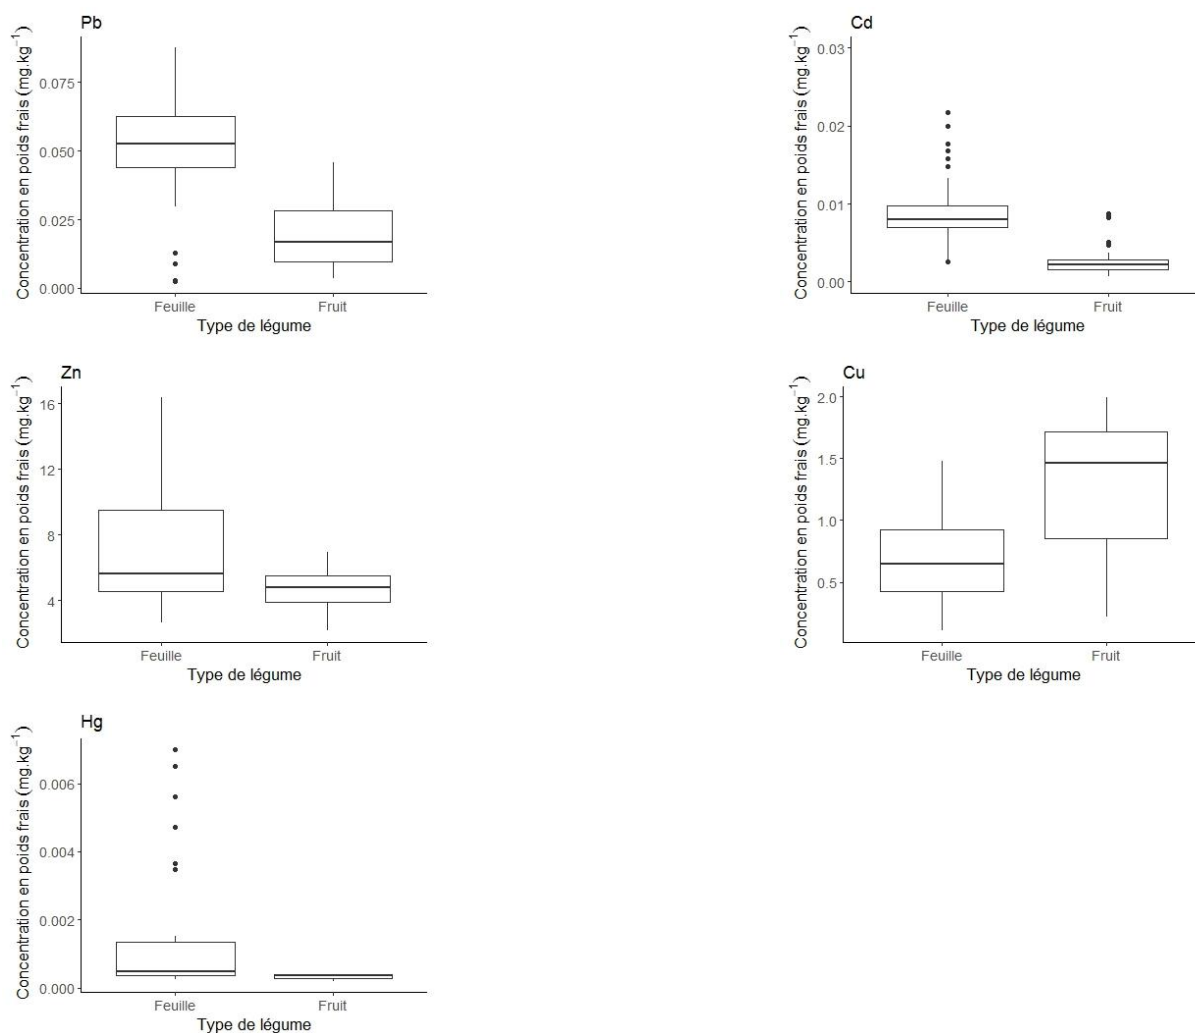 Pb
Concentration en poids frais (mg.kg⁻¹)
0.075
0.050
0.025
0.000
Feuille Fruit
Type de légume
Cd
Concentration en poids frais (mg.kg⁻¹)
0.03
0.02
0.01
0.00
Feuille Fruit
Type de légume
Zn
Concentration en poids frais (mg.kg⁻¹)
16
12
8
4
Feuille Fruit
Type de légume
Cu
Concentration en poids frais (mg.kg⁻¹)
2.0
1.5
1.0
0.5
Feuille Fruit
Type de légume
Hg
Concentration en poids frais (mg.kg⁻¹)
0.006
0.004
0.002
0.000
Feuille Fruit
Type de légume